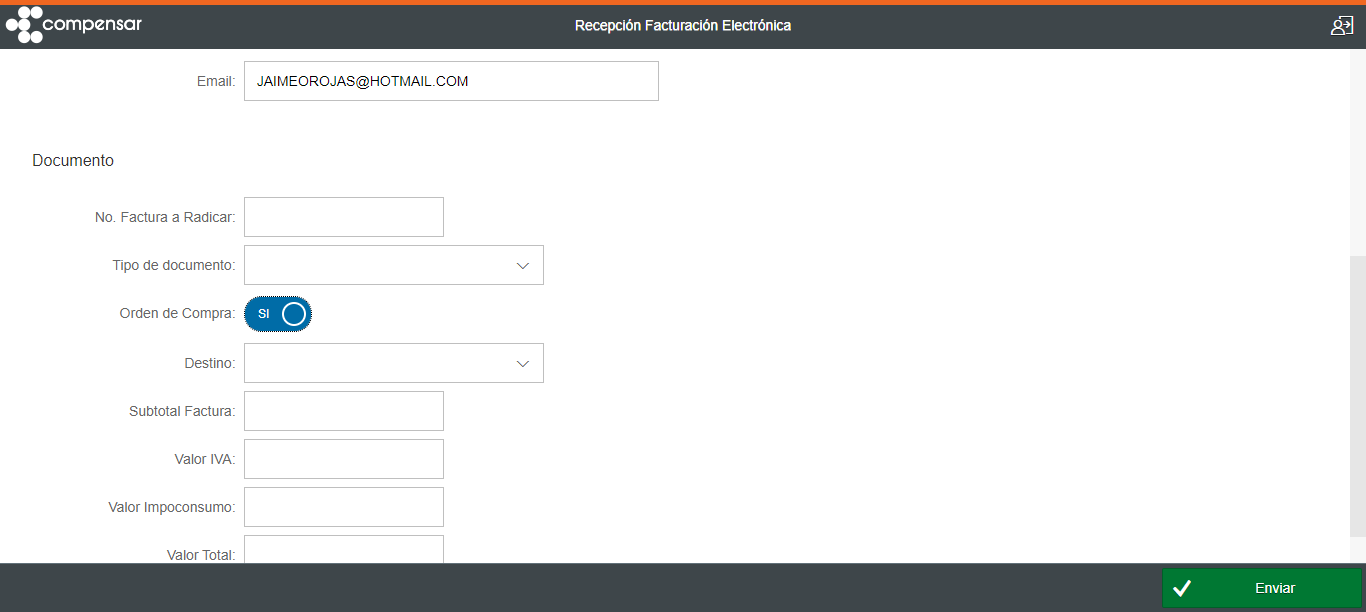 compensar
Recepción Facturación Electrónica
Email: JAIMEOROJAS@HOTMAIL.COM
Documento
No. Factura a Radicar:
Tipo de documento:
Orden de Compra: SI
Destino:
Subtotal Factura:
Valor IVA:
Valor Impoconsumo:
Valor Total:
Enviar